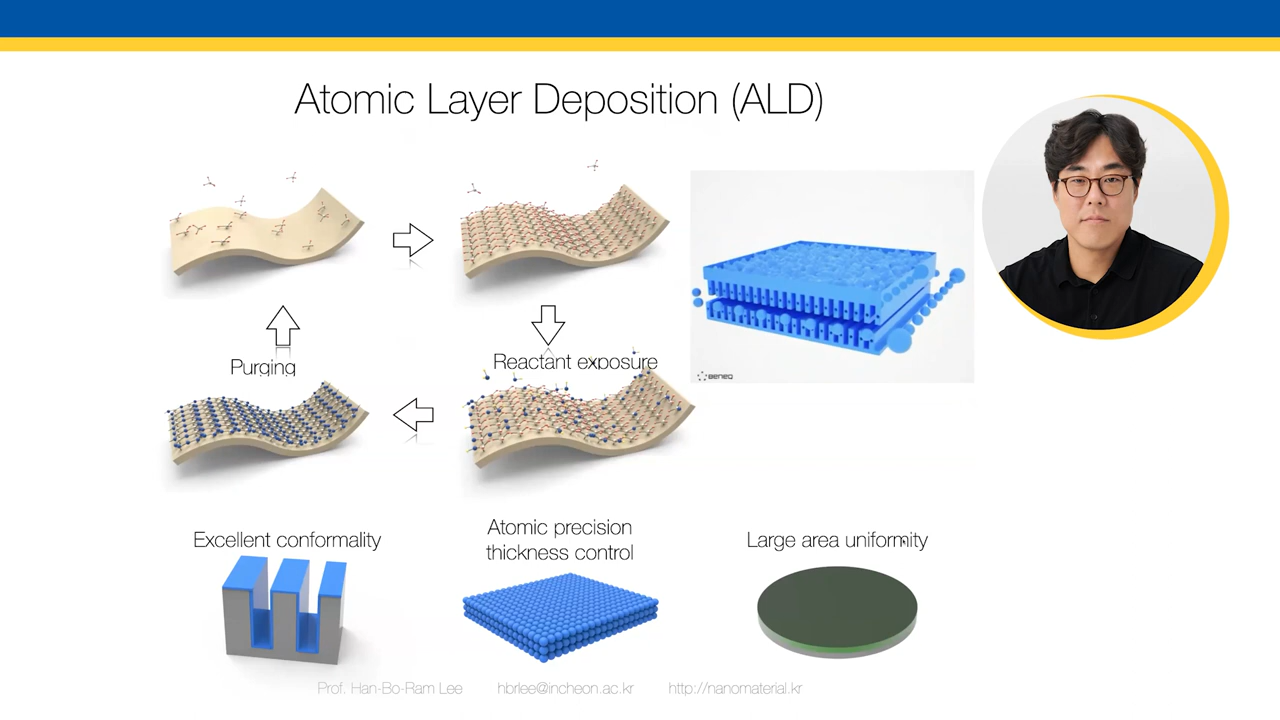 Atomic Layer Deposition (ALD)
Purging
Reactant exposure
BENEQ
Excellent conformality
Atomic precision
thickness control
Large area uniformity
Prof. Han-Bo-Ram Lee hbrlee@incheon.ac.kr http://nanomaterial.kr